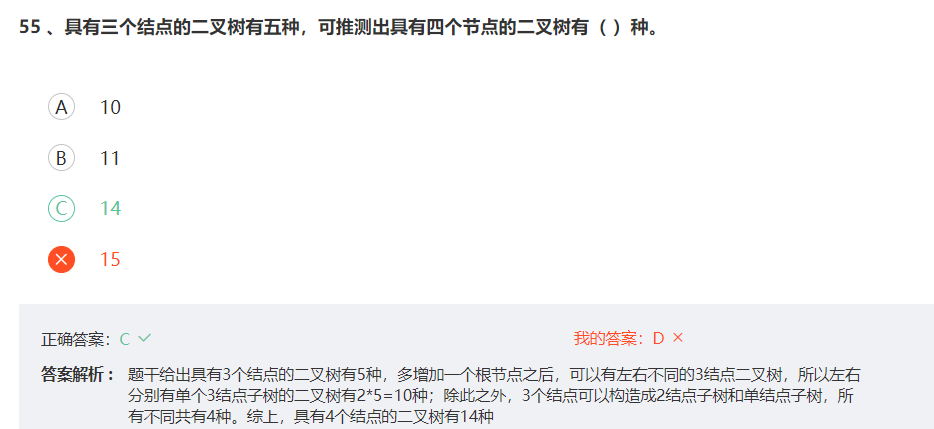 55 、具有三个结点的二叉树有五种，可推测出具有四个节点的二叉树有（ ）种。
A 10
B 11
C 14
15
正确答案：C
我的答案：D
答案解析： 题干给出具有3个结点的二叉树有5种，多增加一个根节点之后，可以有左右不同的3结点二叉树，所以左右
分别有单个3结点子树的二叉树有2*5=10种；除此之外，3个结点可以构造成2结点子树和单结点子树，所
有不同共有4种。综上，具有4个结点的二叉树有14种